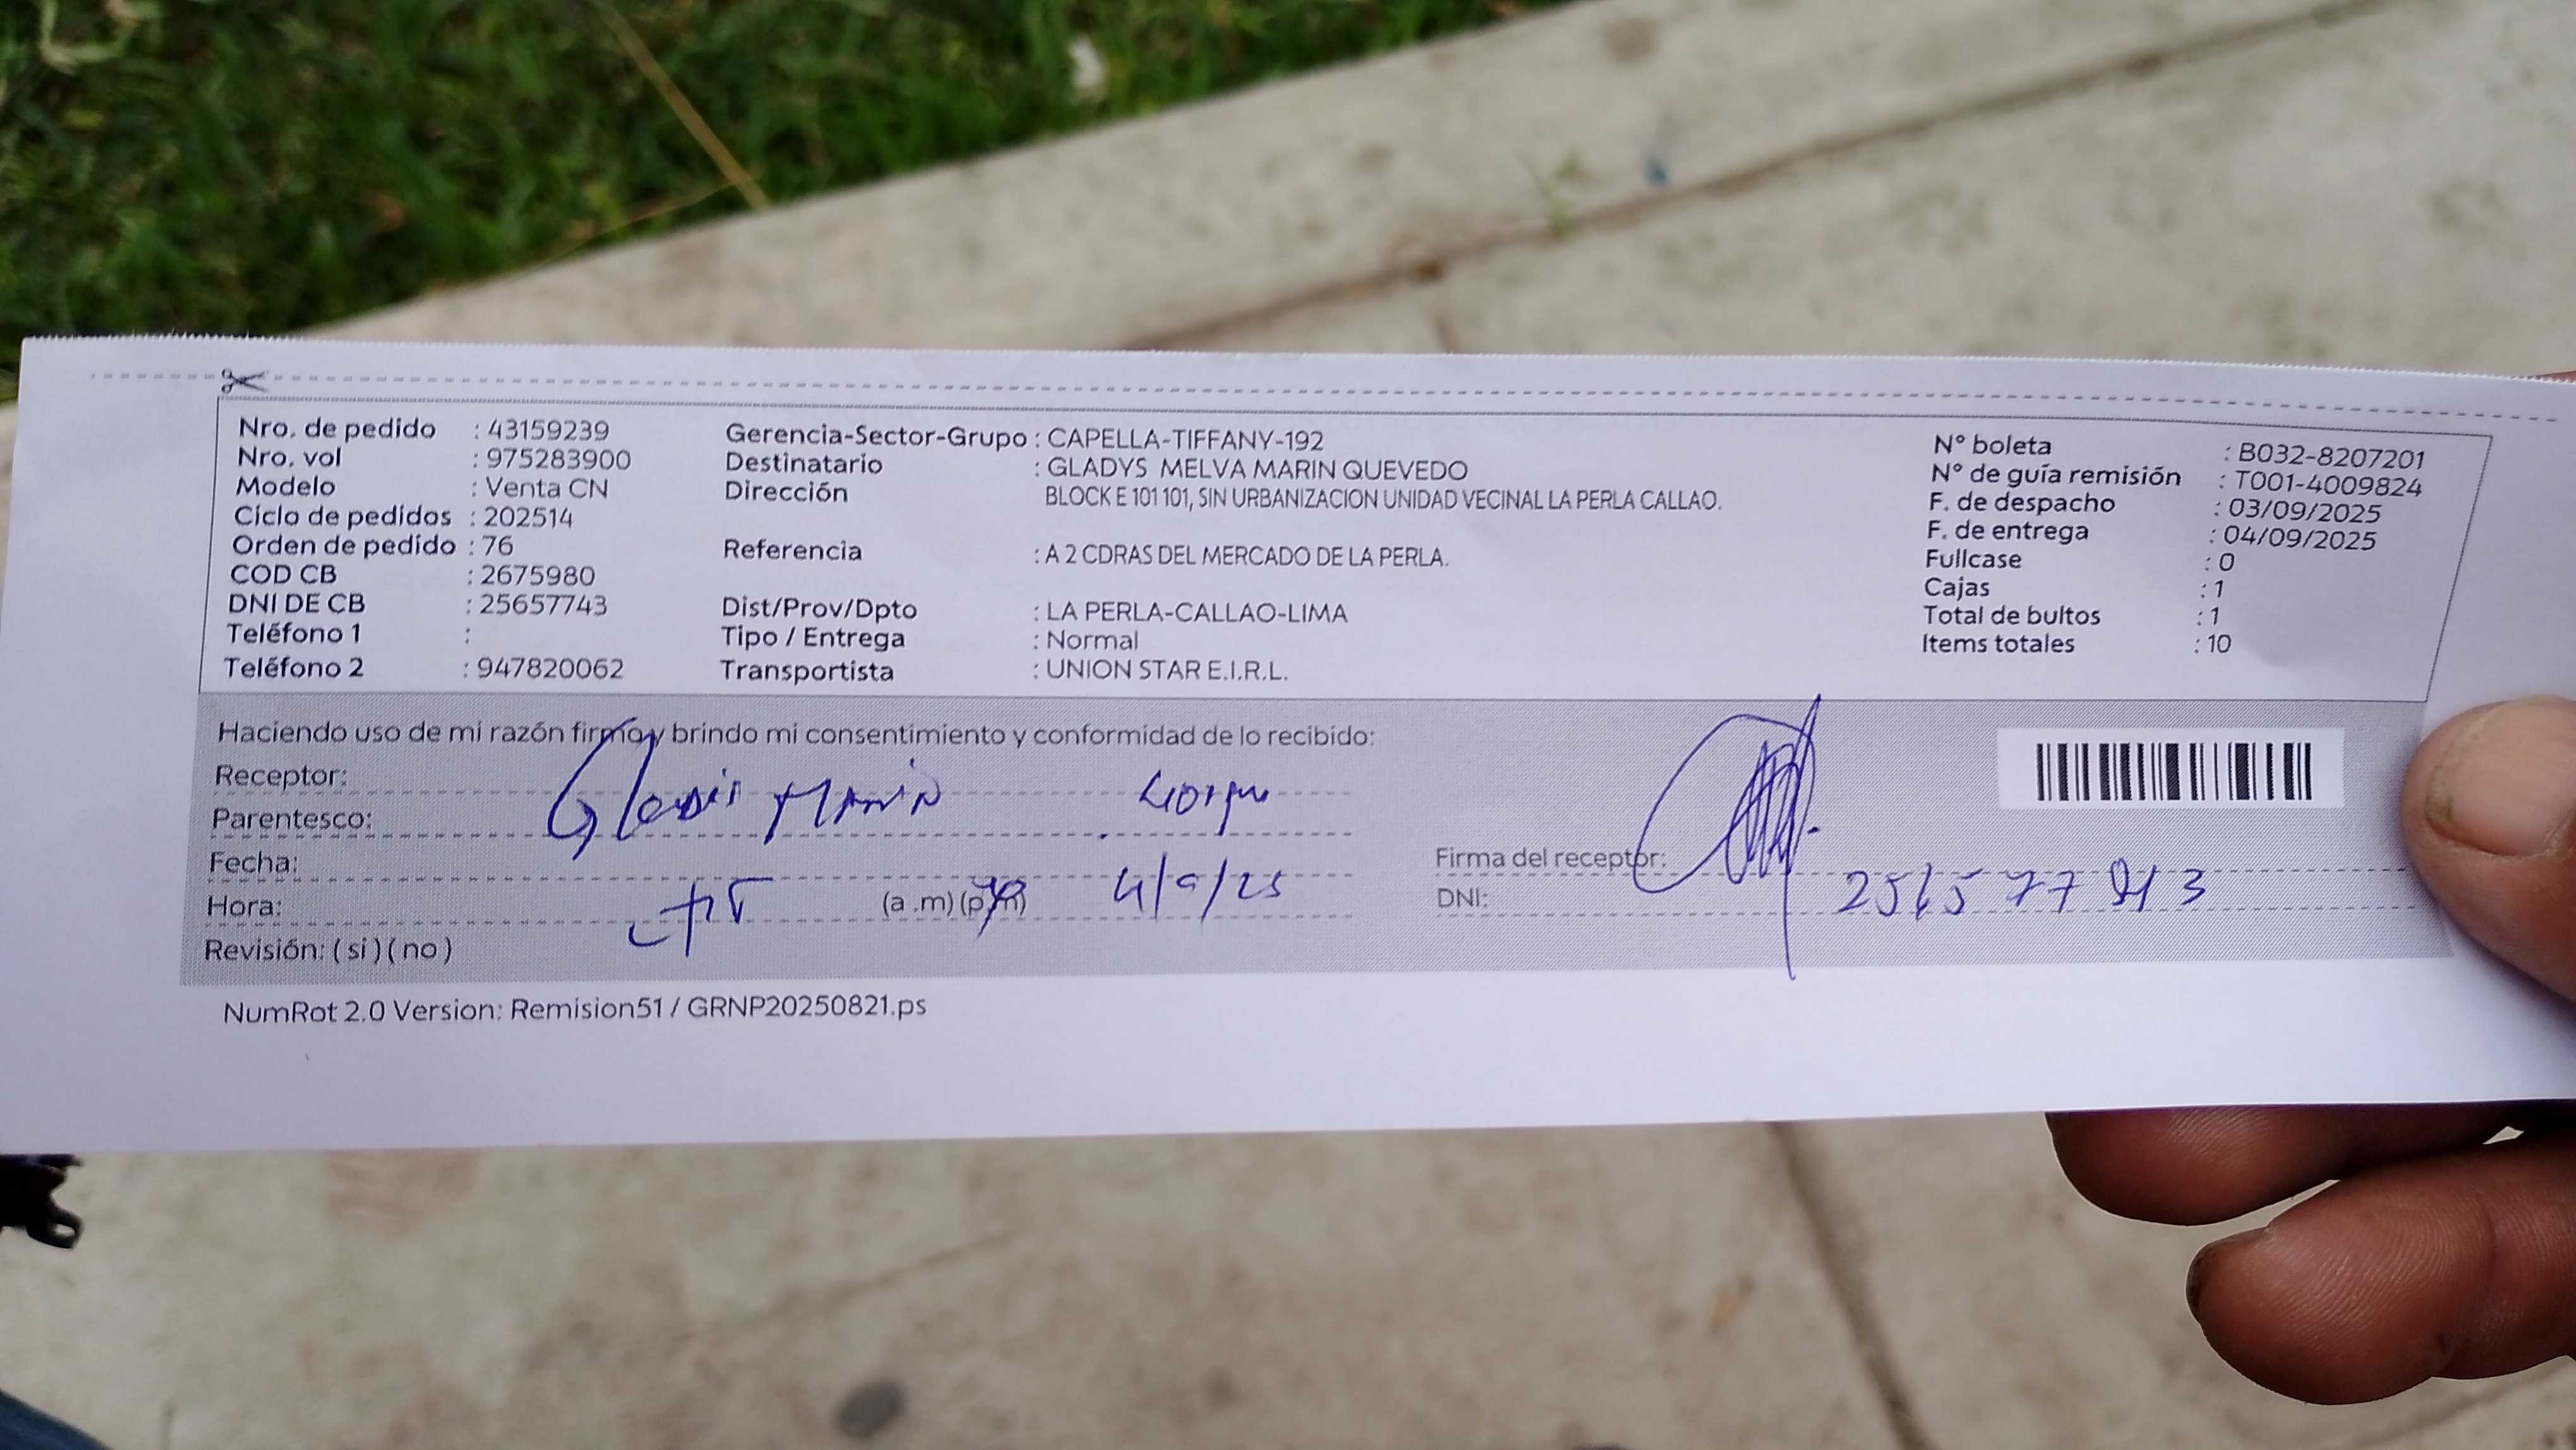 Nro. de pedido : 43159239
Nro. vol : 975283900
Modelo : Venta CN
Ciclo de pedidos : 202514
Orden de pedido : 76
COD CB : 2675980
DNI DE CB : 25657743
Teléfono 1 :
Teléfono 2 : 947820062
Gerencia-Sector-Grupo : CAPELLA-TIFFANY-192
Destinatario : GLADYS MELVA MARIN QUEVEDO
Dirección BLOCK E 101 101, SIN URBANIZACION UNIDAD VECINAL LA PERLA CALLAO.
Referencia : A 2 CDRAS DEL MERCADO DE LA PERLA.
Dist/Prov/Dpto : LA PERLA-CALLAO-LIMA
Tipo / Entrega : Normal
Transportista : UNION STAR E.I.R.L.
N° boleta : B032-8207201
N° de guía remisión : T001-4009824
F. de despacho : 03/09/2025
F. de entrega : 04/09/2025
Fullcase : 0
Cajas : 1
Total de bultos : 1
Items totales : 10
Haciendo uso de mi razón firmo y brindo mi consentimiento y conformidad de lo recibido:
Receptor:
Parentesco:
Fecha: 4/9/25
Hora: (a .m) (p.m)
Revisión: ( si ) ( no )
Firma del receptor:
DNI:
NumRot 2.0 Version: Remision51 / GRNP20250821.ps